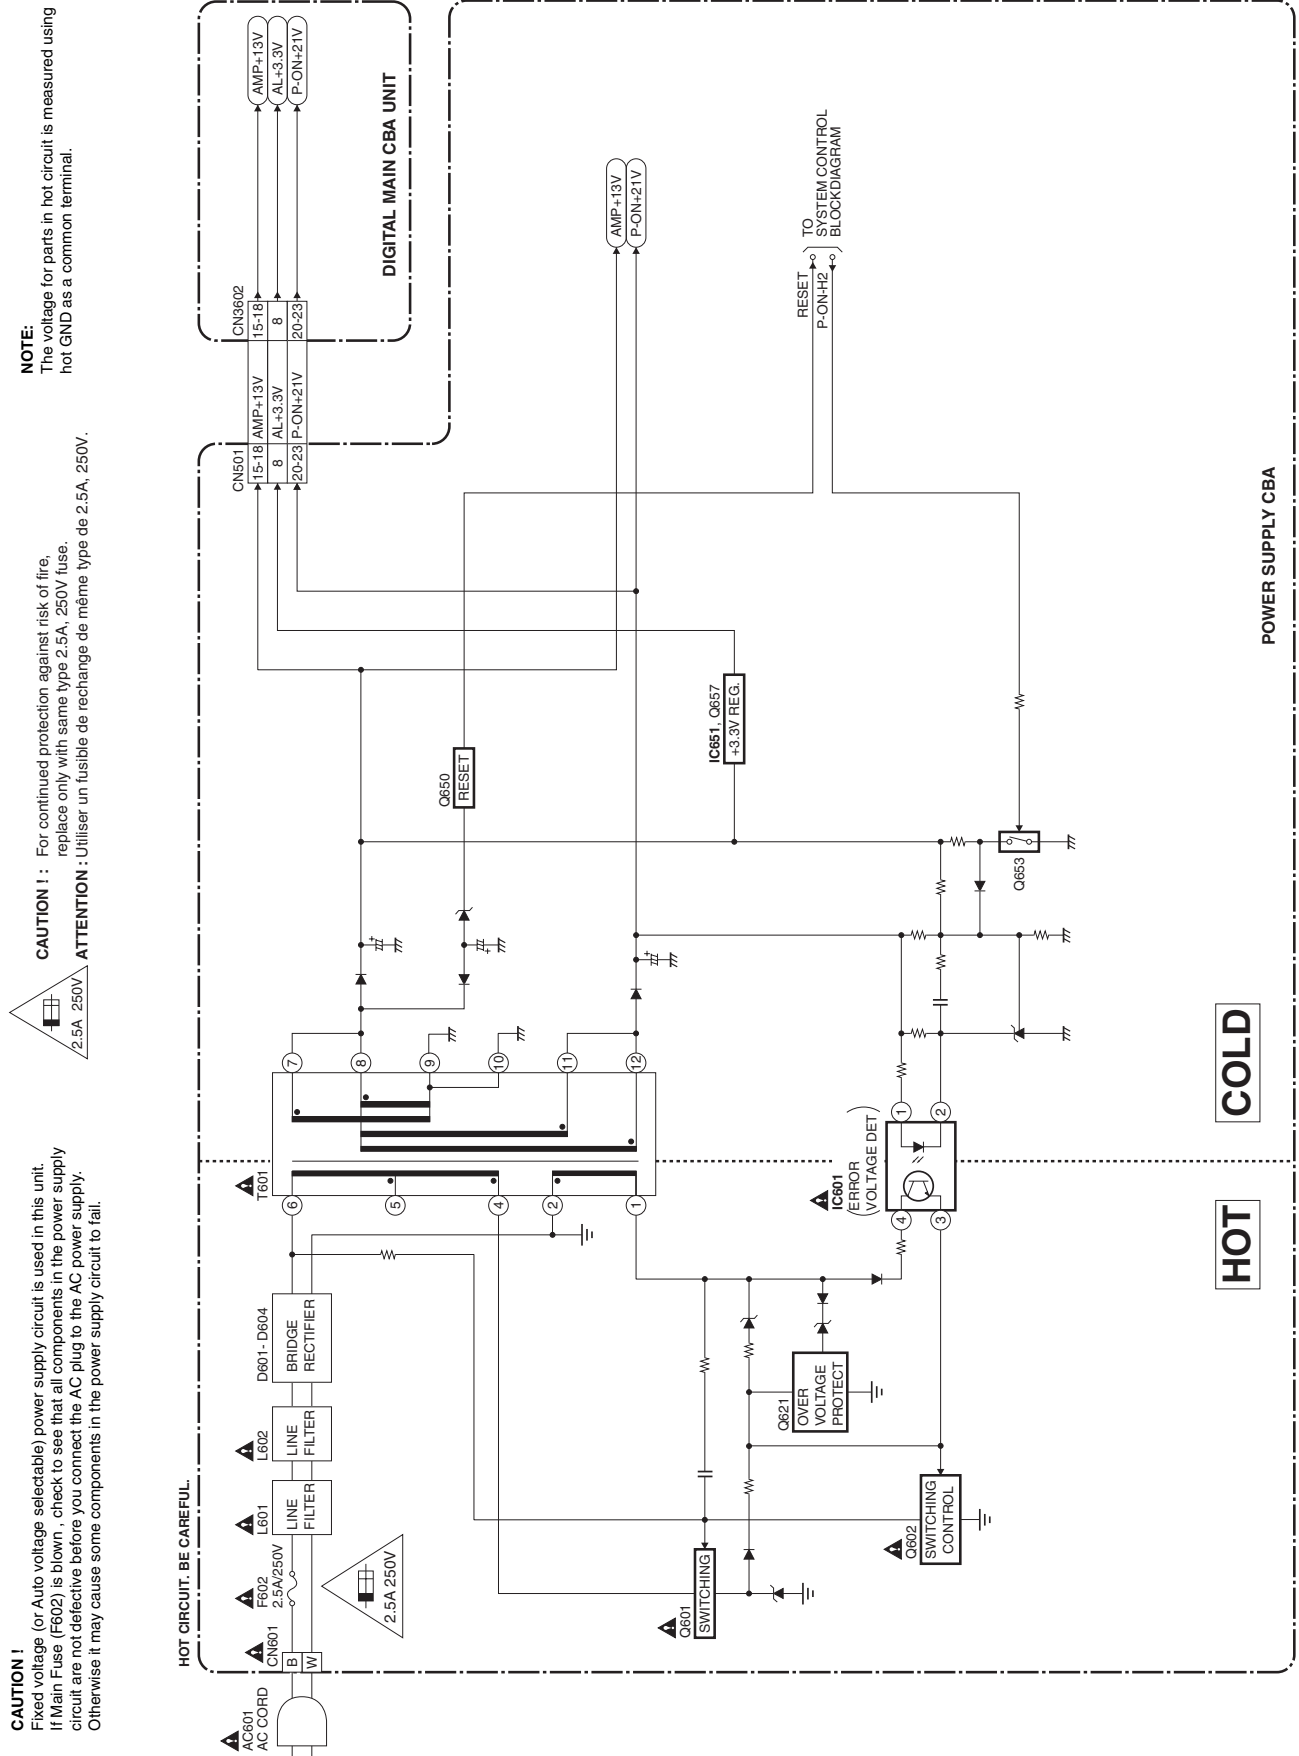 CAUTION !
Fixed voltage (or Auto voltage selectable) power supply circuit is used in this unit.
If Main Fuse (F602) is blown , check to see that all components in the power supply
circuit are not defective before you connect the AC plug to the AC power supply.
Otherwise it may cause some components in the power supply circuit to fail.
2.5A 250V
CAUTION ! : For continued protection against risk of fire,
replace only with same type 2.5A, 250V fuse.
ATTENTION : Utiliser un fusible de rechange de même type de 2.5A, 250V.
NOTE:
The voltage for parts in hot circuit is measured using
hot GND as a common terminal.
HOT CIRCUIT. BE CAREFUL.
AC601
AC CORD
CN601
B
W
F602
2.5A/250V
2.5A 250V
L601
LINE
FILTER
L602
LINE
FILTER
D601- D604
BRIDGE
RECTIFIER
T601
6
5
4
2
1
7
8
9
10
11
12
CN501
15-18
8
20-23
AMP+13V
AL+3.3V
P-ON+21V
CN3602
15-18
8
20-23
AMP+13V
AL+3.3V
P-ON+21V
DIGITAL MAIN CBA UNIT
Q650
RESET
AMP+13V
P-ON+21V
IC651, Q657
+3.3V REG.
RESET
P-ON-H2
TO
SYSTEM CONTROL
BLOCKDIAGRAM
Q601
SWITCHING
Q621
OVER
VOLTAGE
PROTECT
IC601
ERROR
VOLTAGE DET
4
3
1
2
Q602
SWITCHING
CONTROL
Q653
HOT
COLD
POWER SUPPLY CBA